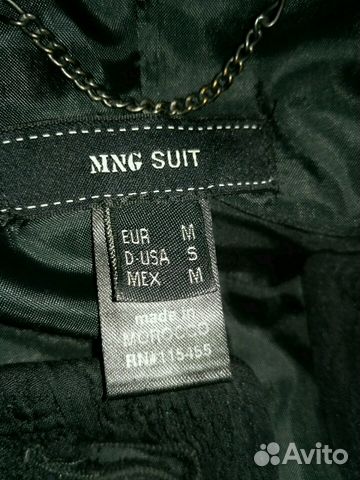 MNG SUIT
EUR M
D-USA S
MEX M
made in
MOROCCO
RN#115455
Avito